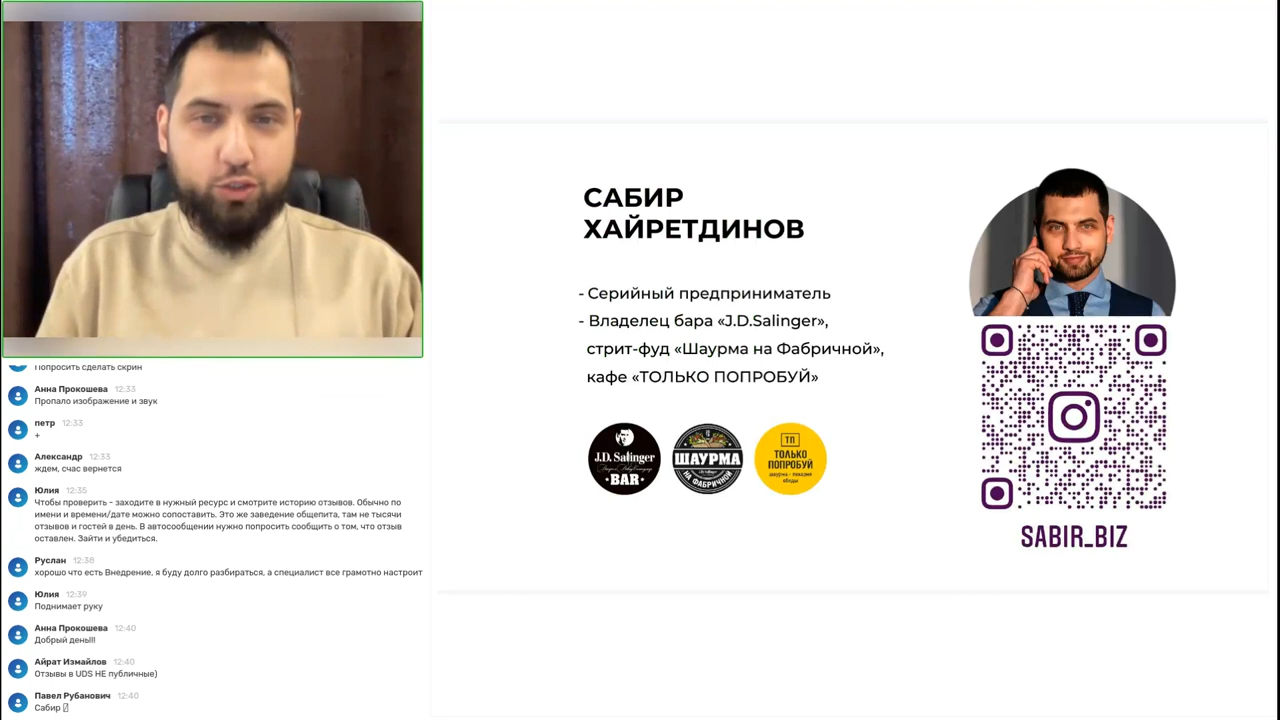 Попросить сделать скрин
Анна Прокошева 12:33
Пропало изображение и звук
петр 12:33
+
Александр 12:33
ждем, счас вернется
Юлия 12:35
Чтобы проверить - заходите в нужный ресурс и смотрите историю отзывов. Обычно по
имени и времени/дате можно сопоставить. Это же заведение общепита, там не тысячи
отзывов и гостей в день. В автосообщении нужно попросить сообщить о том, что отзыв
оставлен. Зайти и убедиться.
Руслан 12:38
хорошо что есть Внедрение, я буду долго разбираться, а специалист все грамотно настроит
Юлия 12:39
Поднимает руку
Анна Прокошева 12:40
Добрый день!!!
Айрат Измайлов 12:40
Отзывы в UDS НЕ публичные)
Павел Рубанович 12:40
Сабир
САБИР
ХАЙРЕТДИНОВ
- Серийный предприниматель
- Владелец бара «J.D.Salinger»,
стрит-фуд «Шаурма на Фабричной»,
кафе «ТОЛЬКО ПОПРОБУЙ»
J.D. Salinger
BAR
ШАУРМА
НА ФАБРИЧНОЙ
ТП
ТОЛЬКО
ПОПРОБУЙ
SABIR_BIZ